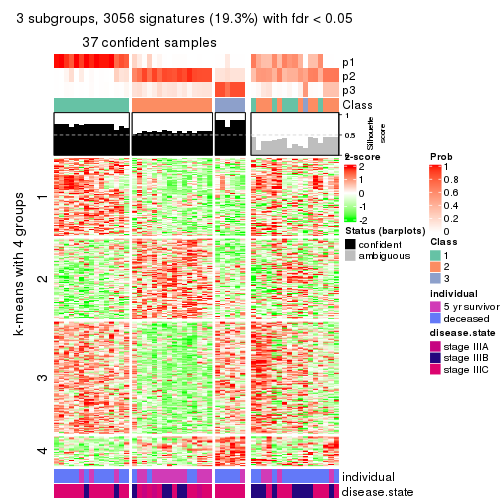 3 subgroups, 3056 signatures (19.3%) with fdr < 0.05
37 confident samples
p1
p2
p3
Class
1
0.5
0
Silhouette
score
k-means with 4 groups
1
2
3
4
z-score
2
1
0
-1
-2
Status (barplots)
confident
ambiguous
Prob
1
0.8
0.6
0.4
0.2
0
Class
1
2
3
individual
5 yr survivor
deceased
disease.state
stage IIIA
stage IIIB
stage IIIC
individual
disease.state